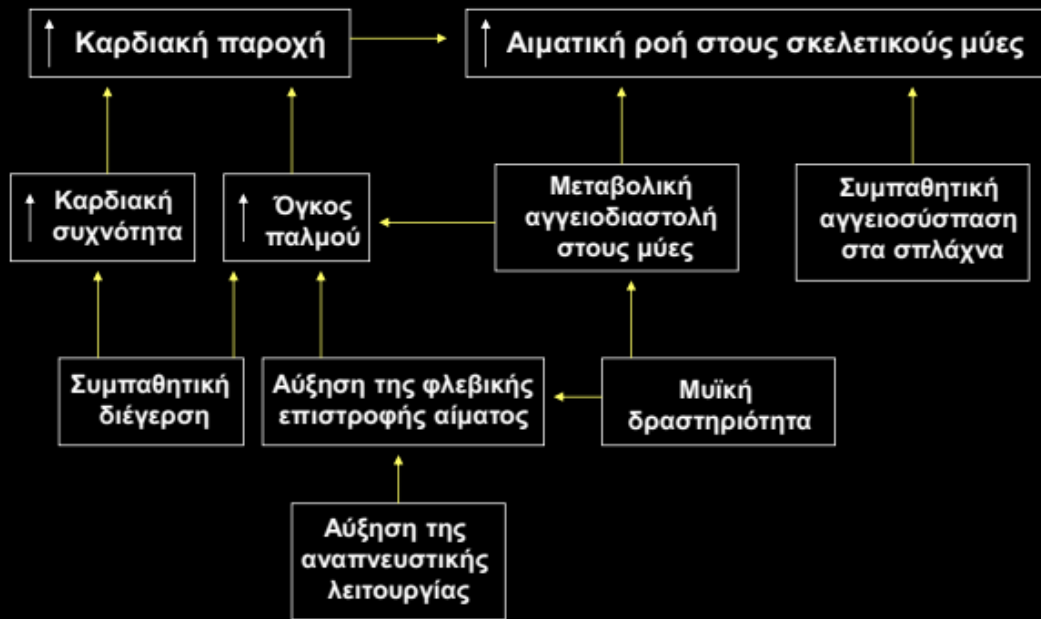 Καρδιακή παροχή
Αιματική ροή στους σκελετικούς μύες
Καρδιακή
συχνότητα
Όγκος
παλμού
Μεταβολική
αγγειοδιαστολή
στους μύες
Συμπαθητική
αγγειοσύσπαση
στα σπλάχνα
Συμπαθητική
διέγερση
Αύξηση της φλεβικής
επιστροφής αίματος
Μυϊκή
δραστηριότητα
Αύξηση της
αναπνευστικής
λειτουργίας